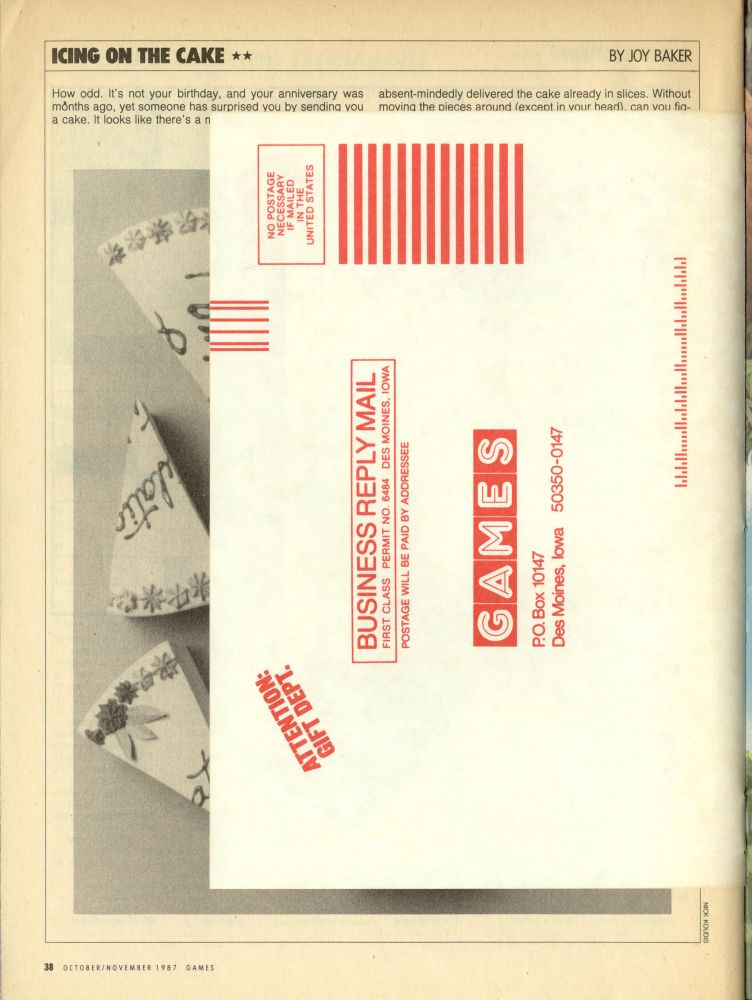 ICING ON THE CAKE ★★
BY JOY BAKER
How odd. It's not your birthday, and your anniversary was
months ago, yet someone has surprised you by sending you
a cake. It looks like there's a
absent-mindedly delivered the cake already in slices. Without
moving the pieces around (except in your head), can you fig-
NO POSTAGE
NECESSARY
IF MAILED
IN THE
UNITED STATES
BUSINESS REPLY MAIL
FIRST CLASS PERMIT NO. 6484 DES MOINES, IOWA
POSTAGE WILL BE PAID BY ADDRESSEE
GAMES
P.O. Box 10147
Des Moines, Iowa 50350-0147
ATTENTION:
GIFT DEPT.
NICK KOUDIS
38 OCTOBER/NOVEMBER 1987 GAMES